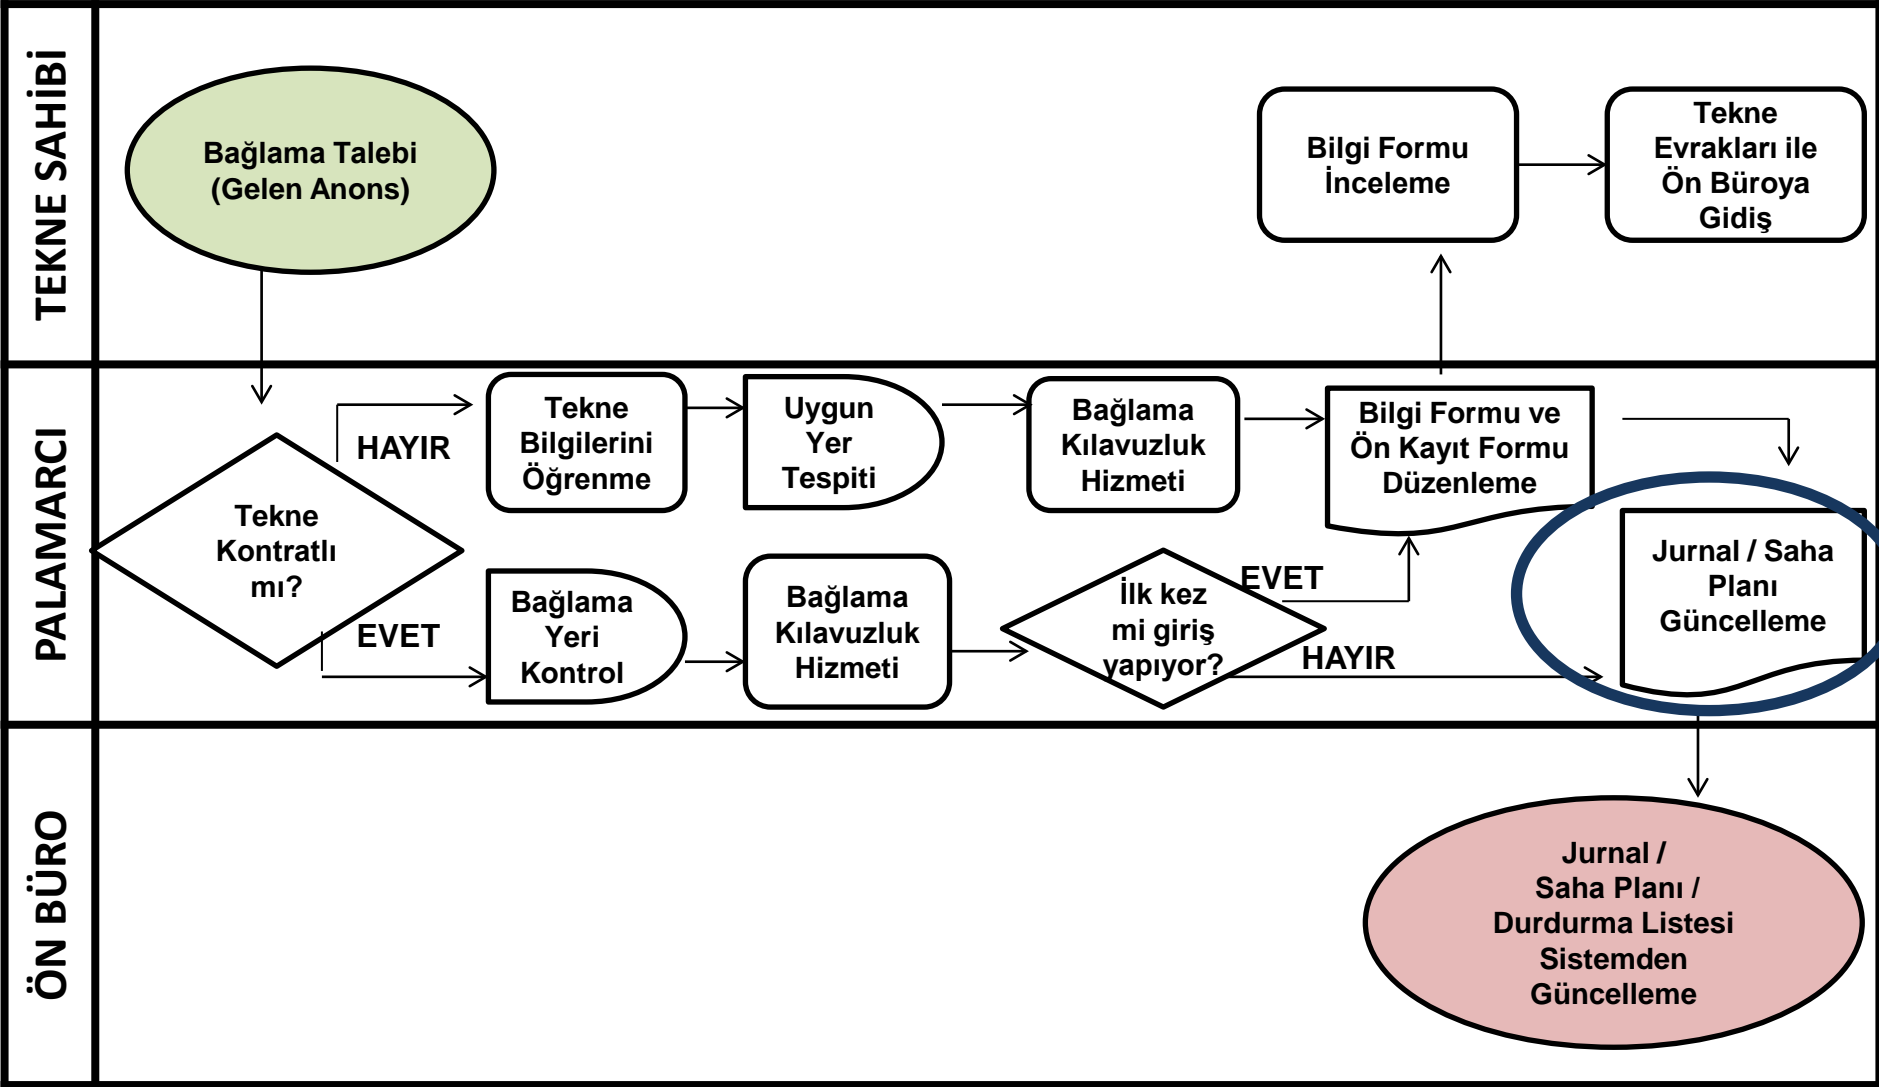 TEKNE SAHİBİ
Bağlama Talebi
(Gelen Anons)
Bilgi Formu
İnceleme
Tekne
Evrakları ile
Ön Büroya
Gidiş
PALAMARCI
Tekne
Kontratlı
mı?
HAYIR
Tekne
Bilgilerini
Öğrenme
Uygun
Yer
Tespiti
Bağlama
Kılavuzluk
Hizmeti
Bilgi Formu ve
Ön Kayıt Formu
Düzenleme
EVET
Bağlama
Yeri
Kontrol
Bağlama
Kılavuzluk
Hizmeti
İlk kez
mi giriş
yapıyor?
EVET
HAYIR
Jurnal / Saha
Planı
Güncelleme
ÖN BÜRO
Jurnal /
Saha Planı /
Durdurma Listesi
Sistemden
Güncelleme